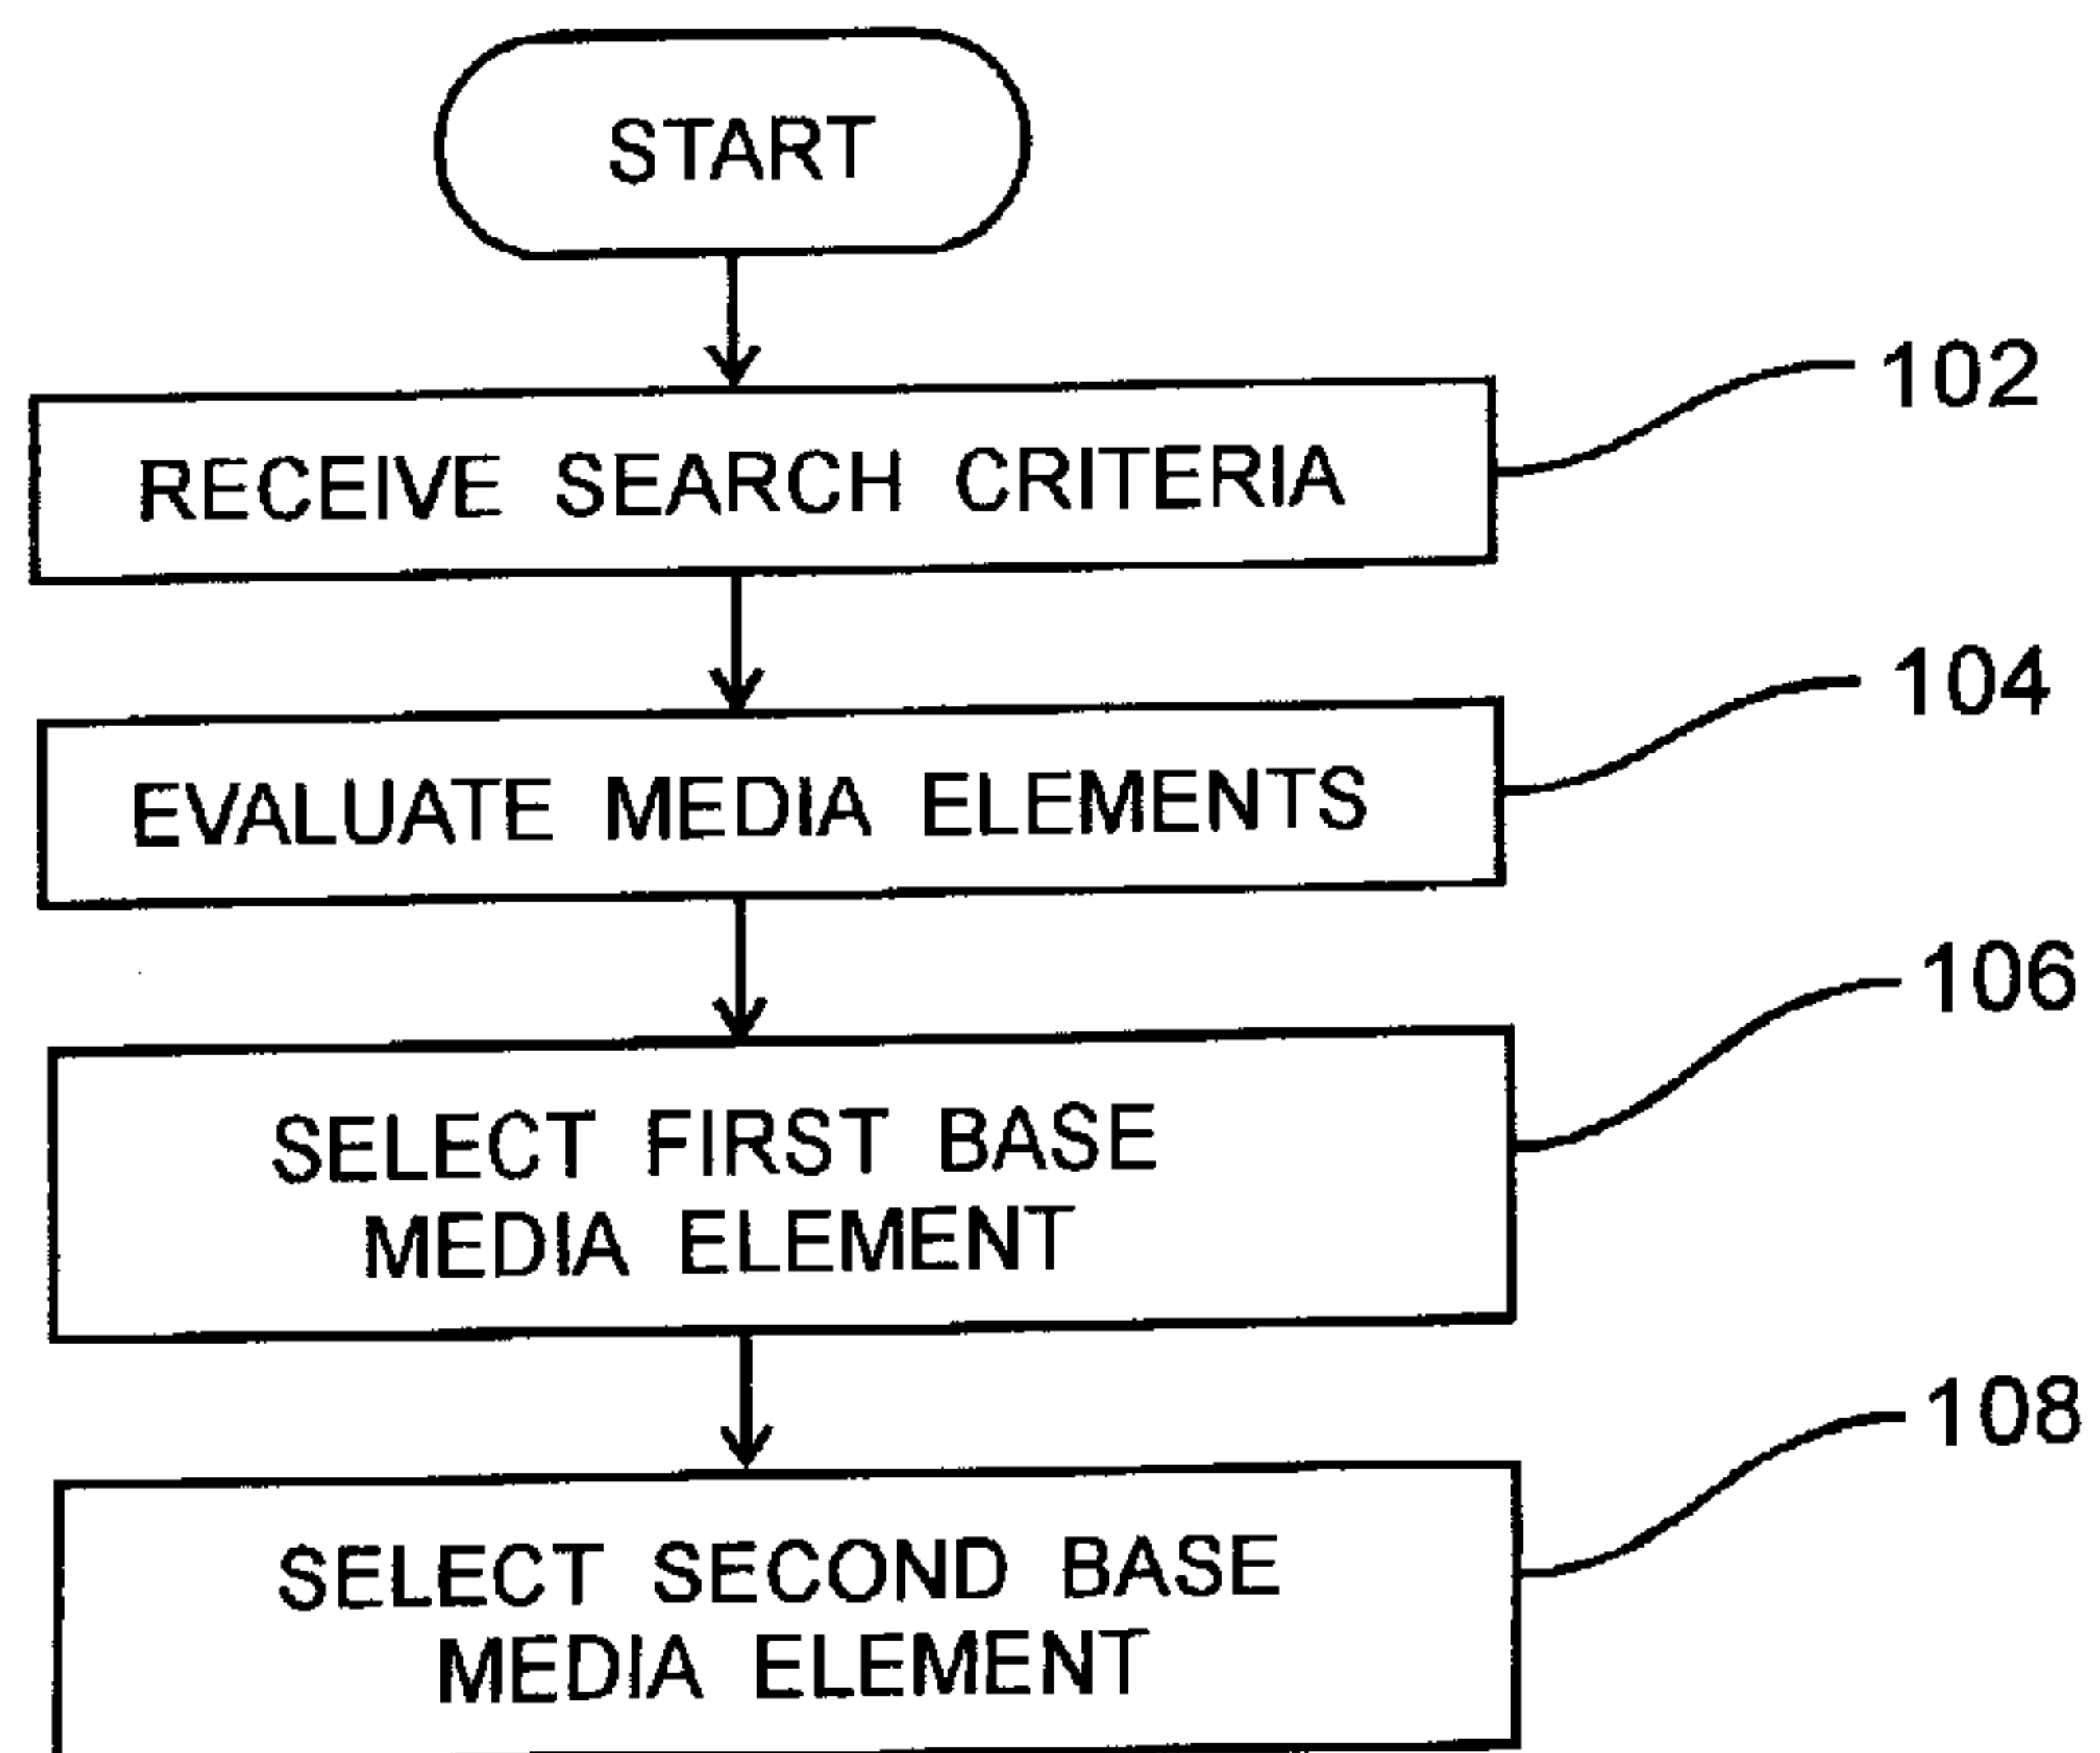 START
102
RECEIVE SEARCH CRITERIA
104
EVALUATE MEDIA ELEMENTS
106
SELECT FIRST BASE
MEDIA ELEMENT
108
SELECT SECOND BASE
MEDIA ELEMENT